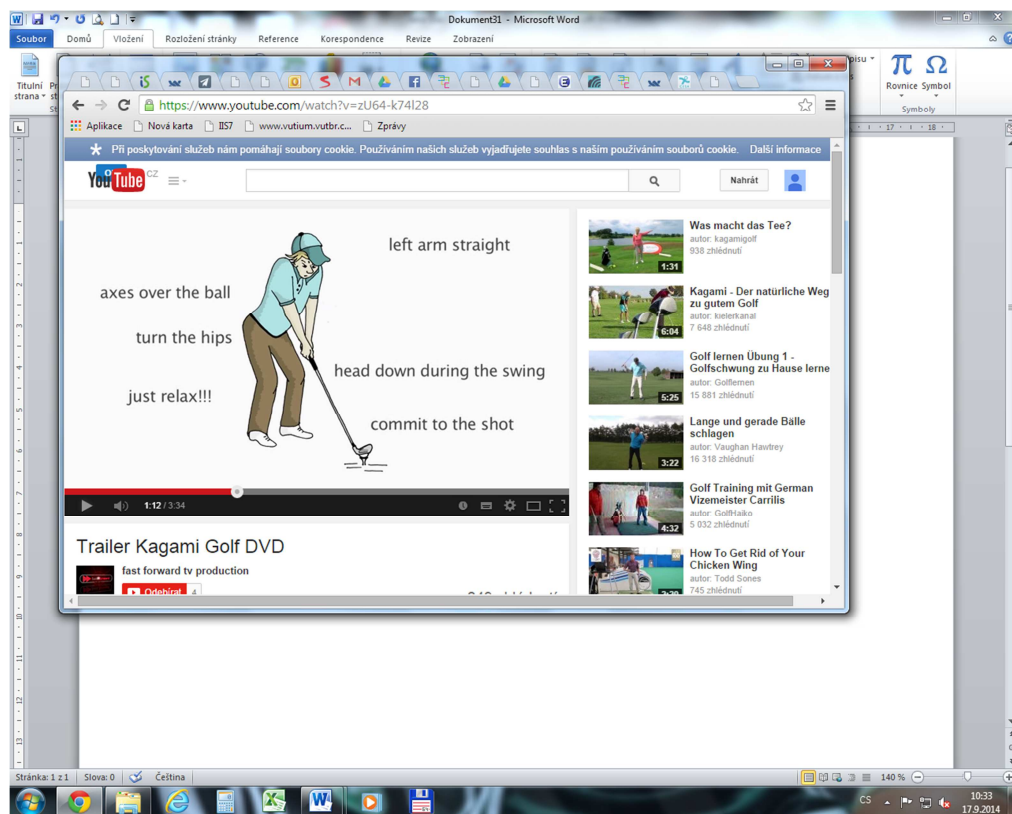 Dokument31 - Microsoft Word
Soubor Domů Vložení Rozložení stránky Reference Korespondence Revize Zobrazení
Titulní
strana
Rovnice Symbol
Symboly
https://www.youtube.com/watch?v=zU64-k74l28
Aplikace Nová karta IIS7 www.vutium.vutbr.c... Zprávy
Při poskytování služeb nám pomáhají soubory cookie. Používáním našich služeb vyjadřujete souhlas s naším používáním souborů cookie. Další informace
YouTube CZ
Nahrát
left arm straight
axes over the ball
turn the hips
head down during the swing
just relax!!!
commit to the shot
1:12 / 3:34
Trailer Kagami Golf DVD
fast forward tv production
Odebírat 4
Was macht das Tee?
autor: kagamigolf
938 zhlédnutí
1:31
Kagami - Der natürliche Weg
zu gutem Golf
autor: kielerkanal
7 648 zhlédnutí
6:04
Golf lernen Übung 1 -
Golfschwung zu Hause lerne
autor: Golflernen
15 881 zhlédnutí
5:25
Lange und gerade Bälle
schlagen
autor: Vaughan Hawtrey
16 318 zhlédnutí
3:22
Golf Training mit German
Vizemeister Carrilis
autor: GolfHaiko
5 032 zhlédnutí
4:32
How To Get Rid of Your
Chicken Wing
autor: Todd Sones
745 zhlédnutí
Stránka: 1 z 1 Slova: 0 Čeština 140 %
CS 10:33
17.9.2014